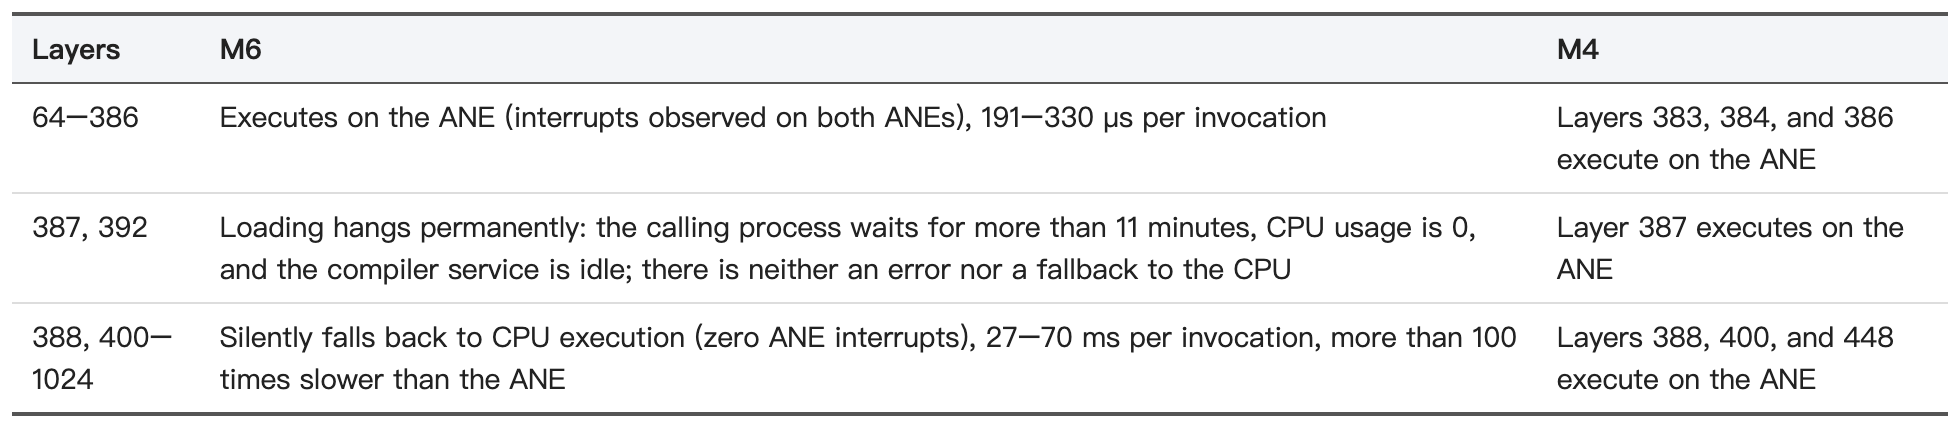 Layers M6 M4
64—386 Executes on the ANE (interrupts observed on both ANEs), 191—330 μs per invocation Layers 383, 384, and 386
execute on the ANE
387, 392 Loading hangs permanently: the calling process waits for more than 11 minutes, CPU usage is 0, Layer 387 executes on the
and the compiler service is idle; there is neither an error nor a fallback to the CPU ANE
388, 400— Silently falls back to CPU execution (zero ANE interrupts), 27—70 ms per invocation, more than 100 Layers 388, 400, and 448
1024 times slower than the ANE execute on the ANE